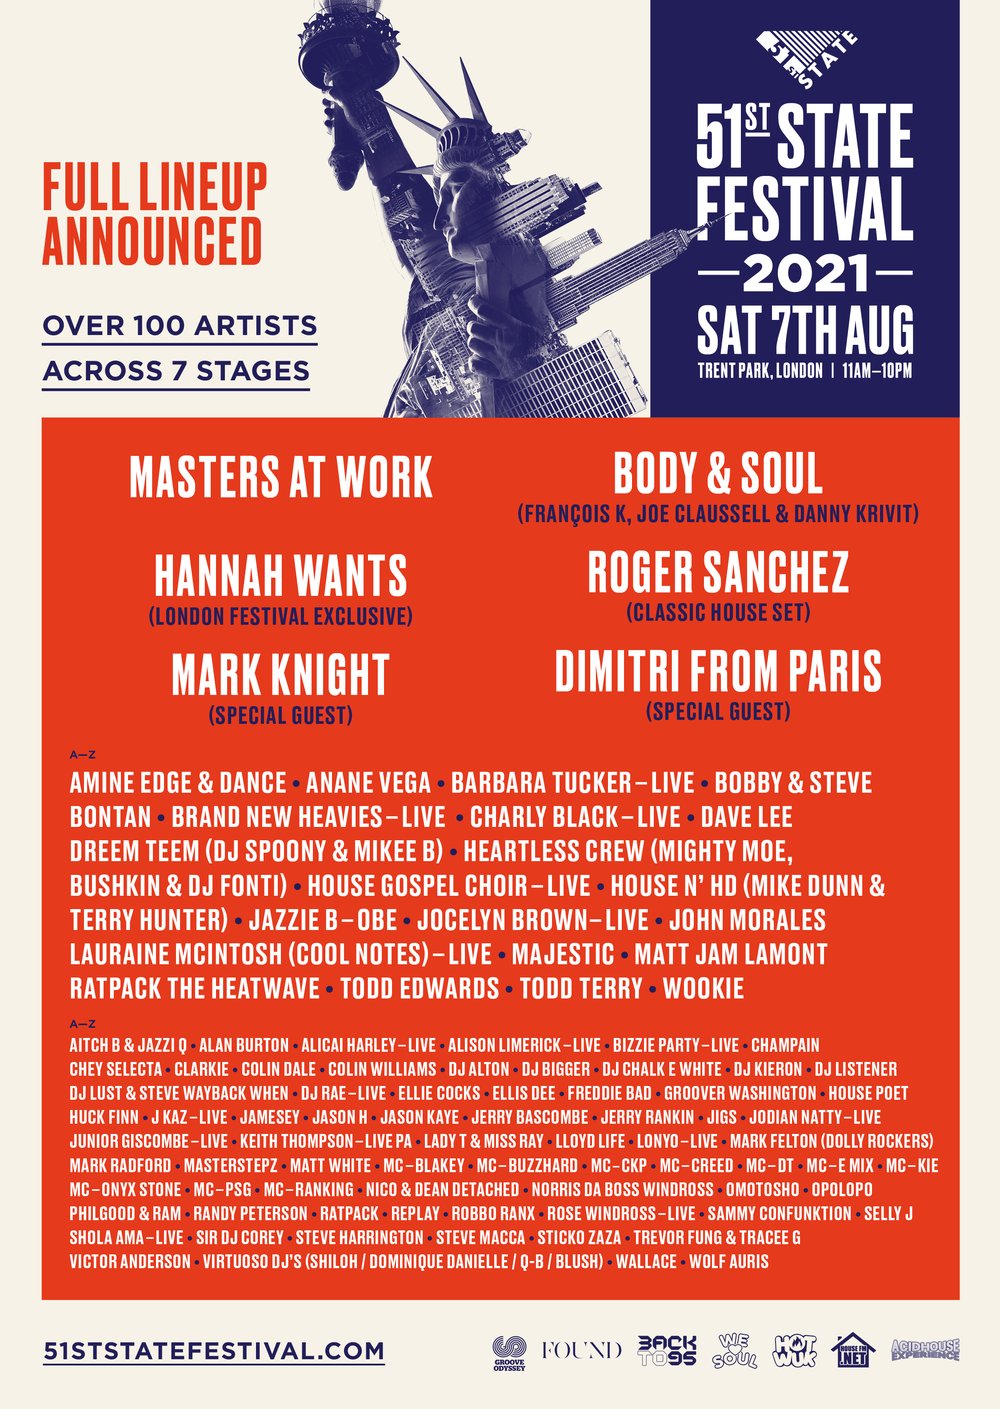 51ST STATE
51ST STATE
FESTIVAL
—2021—
SAT 7TH AUG
TRENT PARK, LONDON | 11AM–10PM
FULL LINEUP
ANNOUNCED
OVER 100 ARTISTS
ACROSS 7 STAGES
MASTERS AT WORK
BODY & SOUL
(FRANÇOIS K, JOE CLAUSSELL & DANNY KRIVIT)
HANNAH WANTS
(LONDON FESTIVAL EXCLUSIVE)
ROGER SANCHEZ
(CLASSIC HOUSE SET)
MARK KNIGHT
(SPECIAL GUEST)
DIMITRI FROM PARIS
(SPECIAL GUEST)
A–Z
AMINE EDGE & DANCE • ANANE VEGA • BARBARA TUCKER – LIVE • BOBBY & STEVE
BONTAN • BRAND NEW HEAVIES – LIVE • CHARLY BLACK – LIVE • DAVE LEE
DREEM TEEM (DJ SPOONY & MIKEE B) • HEARTLESS CREW (MIGHTY MOE,
BUSHKIN & DJ FONTI) • HOUSE GOSPEL CHOIR – LIVE • HOUSE N' HD (MIKE DUNN &
TERRY HUNTER) • JAZZIE B – OBE • JOCELYN BROWN – LIVE • JOHN MORALES
LAURAINE MCINTOSH (COOL NOTES) – LIVE • MAJESTIC • MATT JAM LAMONT
RATPACK THE HEATWAVE • TODD EDWARDS • TODD TERRY • WOOKIE
A–Z
AITCH B & JAZZI Q • ALAN BURTON • ALICAI HARLEY – LIVE • ALISON LIMERICK – LIVE • BIZZIE PARTY – LIVE • CHAMPAIN
CHEY SELECTA • CLARKIE • COLIN DALE • COLIN WILLIAMS • DJ ALTON • DJ BIGGER • DJ CHALK E WHITE • DJ KIERON • DJ LISTENER
DJ LUST & STEVE WAYBACK WHEN • DJ RAE – LIVE • ELLIE COCKS • ELLIS DEE • FREDDIE BAD • GROOVER WASHINGTON • HOUSE POET
HUCK FINN • J KAZ – LIVE • JAMESEY • JASON H • JASON KAYE • JERRY BASCOMBE • JERRY RANKIN • JIGS • JODIAN NATTY – LIVE
JUNIOR GISCOMBE – LIVE • KEITH THOMPSON – LIVE PA • LADY T & MISS RAY • LLOYD LIFE • LONYO – LIVE • MARK FELTON (DOLLY ROCKERS)
MARK RADFORD • MASTERSTEPZ • MATT WHITE • MC – BLAKEY • MC – BUZZHARD • MC – CKP • MC – CREED • MC – DT • MC – E MIX • MC – KIE
MC – ONYX STONE • MC – PSG • MC – RANKING • NICO & DEAN DETACHED • NORRIS DA BOSS WINDROSS • OMOTOSHO • OPOLOPO
PHILGOOD & RAM • RANDY PETERSON • RATPACK • REPLAY • ROBBO RANX • ROSE WINDROSS – LIVE • SAMMY CONFUNKTION • SELLY J
SHOLA AMA – LIVE • SIR DJ COREY • STEVE HARRINGTON • STEVE MACCA • STICKO ZAZA • TREVOR FUNG & TRACEE G
VICTOR ANDERSON • VIRTUOSO DJ'S (SHILOH / DOMINIQUE DANIELLE / Q-B / BLUSH) • WALLACE • WOLF AURIS
51STSTATEFESTIVAL.COM
GROOVE
ODYSSEY
FOUND
BACK
TO95
WE
SOUL
HOT
WUK
HOUSE FM
.NET
ACIDHOUSE
EXPERIENCE